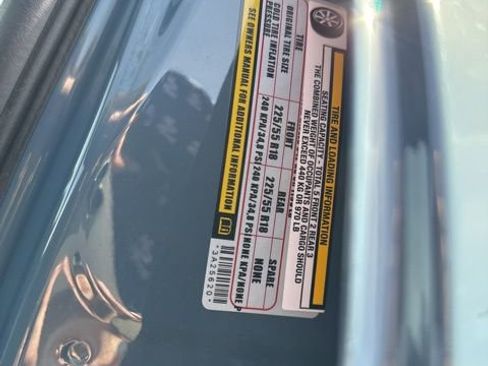 TIRE AND LOADING INFORMATION
SEATING CAPACITY - TOTAL 5 FRONT 2 REAR 3
THE COMBINED WEIGHT OF OCCUPANTS AND CARGO SHOULD
NEVER EXCEED 440 KG OR 970 LB
TIRE FRONT REAR SPARE
ORIGINAL TIRE SIZE 225/55 R18 225/55 R18 NONE
COLD TIRE INFLATION
PRESSURE 240 KPA/34,8 PSI 240 KPA/34,8 PSI NONE KPA/NONE P
SEE OWNERS MANUAL FOR ADDITIONAL INFORMATION
-3A25620-